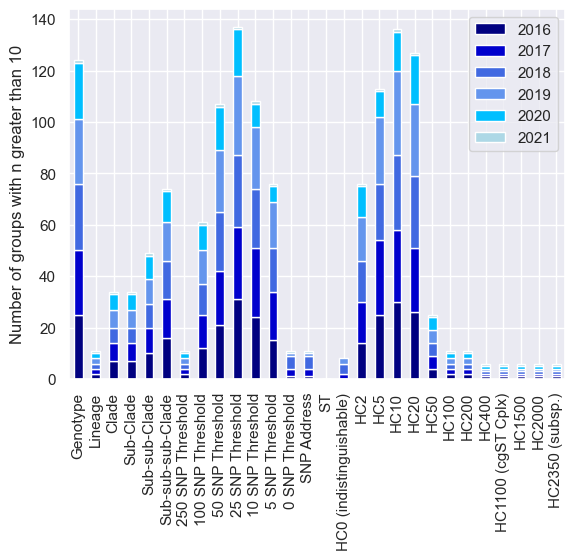 Number of groups with n greater than 10
140
120
100
80
60
40
20
0
2016
2017
2018
2019
2020
2021
Genotype
Lineage
Clade
Sub-Clade
Sub-sub-Clade
Sub-sub-sub-Clade
250 SNP Threshold
100 SNP Threshold
50 SNP Threshold
25 SNP Threshold
10 SNP Threshold
5 SNP Threshold
0 SNP Threshold
SNP Address
ST
HC0 (indistinguishable)
HC2
HC5
HC10
HC20
HC50
HC100
HC200
HC400
HC1100 (cgST Cplx)
HC1500
HC2000
HC2350 (subsp.)